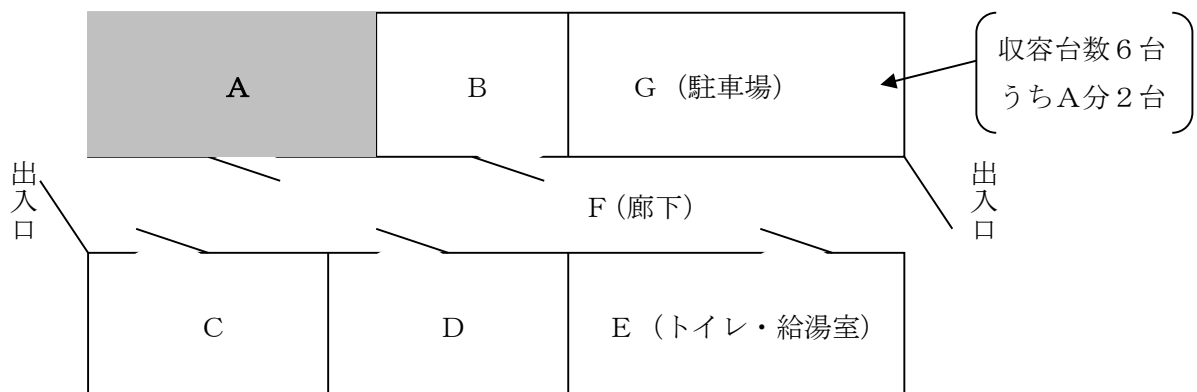 収容台数６台
うちＡ分２台
Ａ
Ｂ
Ｇ（駐車場）
出入口
Ｆ（廊下）
出入口
Ｃ
Ｄ
Ｅ（トイレ・給湯室）